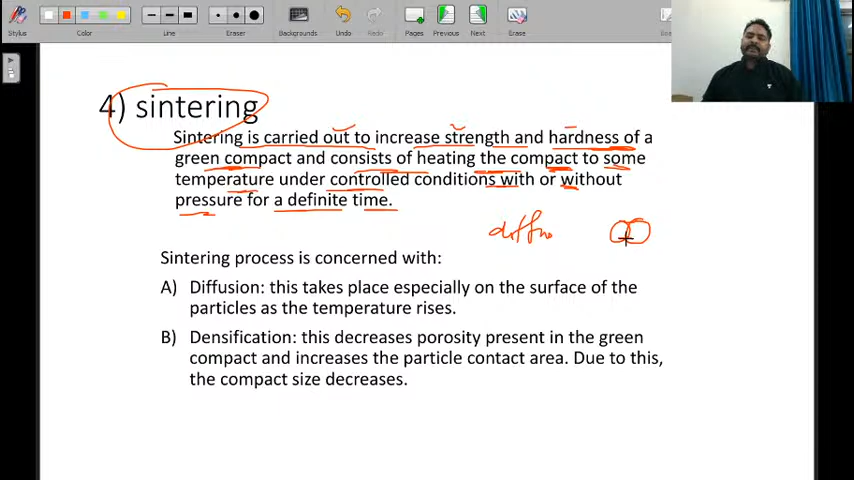 Stylus
Color
Line
Eraser
Backgrounds
Undo
Redo
Pages
Previous
Next
Erase
4) sintering
Sintering is carried out to increase strength and hardness of a
green compact and consists of heating the compact to some
temperature under controlled conditions with or without
pressure for a definite time.
Sintering process is concerned with:
A) Diffusion: this takes place especially on the surface of the
particles as the temperature rises.
B) Densification: this decreases porosity present in the green
compact and increases the particle contact area. Due to this,
the compact size decreases.